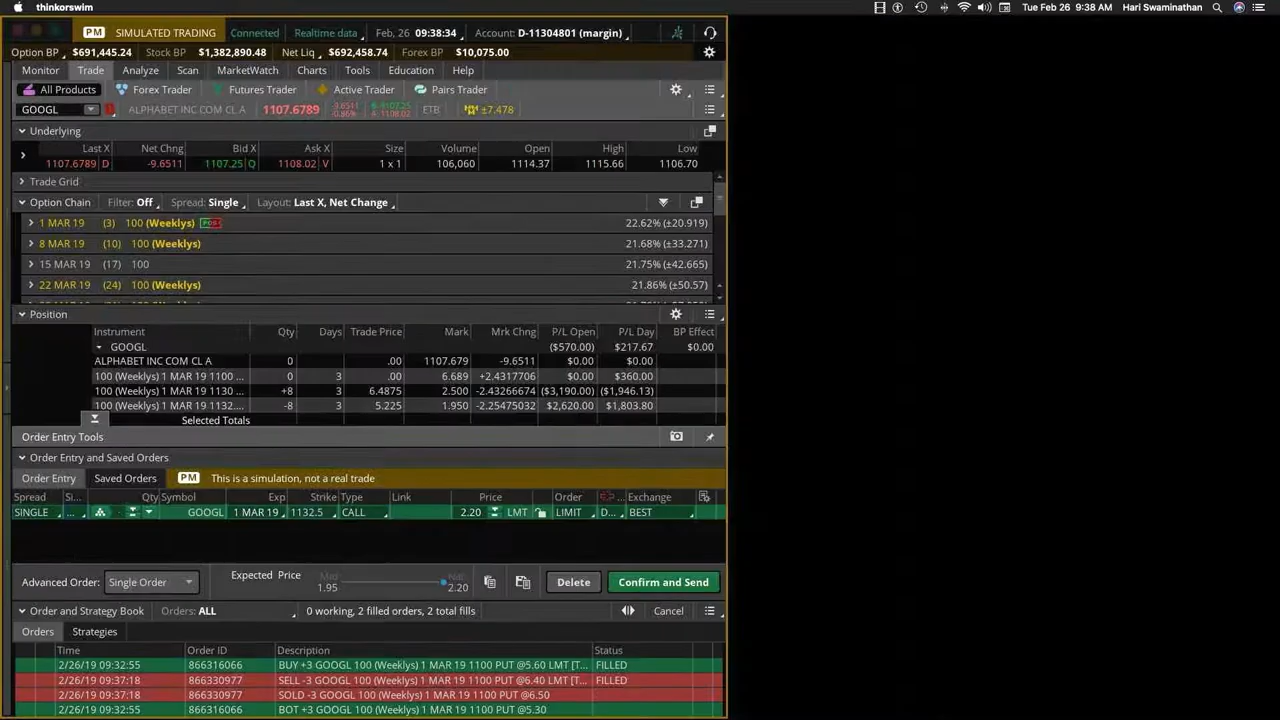 thinkorswim Tue Feb 26 9:38 AM Hari Swaminathan
PM SIMULATED TRADING Connected Realtime data Feb, 26 09:38:34 Account: D-11304801 (margin)
Option BP $691,445.24 Stock BP $1,382,890.48 Net Liq $692,458.74 Forex BP $10,075.00
Monitor Trade Analyze Scan MarketWatch Charts Tools Education Help
All Products Forex Trader Futures Trader Active Trader Pairs Trader
GOOGL ALPHABET INC COM CL A 1107.6789 -9.6511 -0.86% B: 1107.25 A: 1108.02 ETB ±7.478
Underlying
Last X Net Chng Bid X Ask X Size Volume Open High Low
1107.6789 D -9.6511 1107.25 Q 1108.02 V 1 x 1 106,060 1114.37 1115.66 1106.70
Trade Grid
Option Chain Filter: Off Spread: Single Layout: Last X, Net Change
1 MAR 19 (3) 100 (Weeklys) 22.62% (±20.919)
8 MAR 19 (10) 100 (Weeklys) 21.68% (±33.271)
15 MAR 19 (17) 100 21.75% (±42.665)
22 MAR 19 (24) 100 (Weeklys) 21.86% (±50.57)
Position
Instrument Qty Days Trade Price Mark Mrk Chng P/L Open P/L Day BP Effect
GOOGL ($570.00) $217.67 $0.00
ALPHABET INC COM CL A 0 .00 1107.679 -9.6511 $0.00 $0.00
100 (Weeklys) 1 MAR 19 1100 ... 0 3 .00 6.689 +2.4317706 $0.00 $360.00
100 (Weeklys) 1 MAR 19 1130 ... +8 3 6.4875 2.500 -2.43266674 ($3,190.00) ($1,946.13)
100 (Weeklys) 1 MAR 19 1132.... -8 3 5.225 1.950 -2.25475032 $2,620.00 $1,803.80
Selected Totals
Order Entry Tools
Order Entry and Saved Orders
Order Entry Saved Orders PM This is a simulation, not a real trade
Spread Si... Qty Symbol Exp Strike Type Link Price Order ... Exchange
SINGLE ... GOOGL 1 MAR 19 1132.5 CALL 2.20 LMT LIMIT D... BEST
Advanced Order: Single Order Expected Price Mid 1.95 Nat 2.20 Delete Confirm and Send
Order and Strategy Book Orders: ALL 0 working, 2 filled orders, 2 total fills Cancel
Orders Strategies
Time Order ID Description Status
2/26/19 09:32:55 866316066 BUY +3 GOOGL 100 (Weeklys) 1 MAR 19 1100 PUT @5.60 LMT [T... FILLED
2/26/19 09:37:18 866330977 SELL -3 GOOGL 100 (Weeklys) 1 MAR 19 1100 PUT @6.40 LMT [T... FILLED
2/26/19 09:37:18 866330977 SOLD -3 GOOGL 100 (Weeklys) 1 MAR 19 1100 PUT @6.50
2/26/19 09:32:55 866316066 BOT +3 GOOGL 100 (Weeklys) 1 MAR 19 1100 PUT @5.30